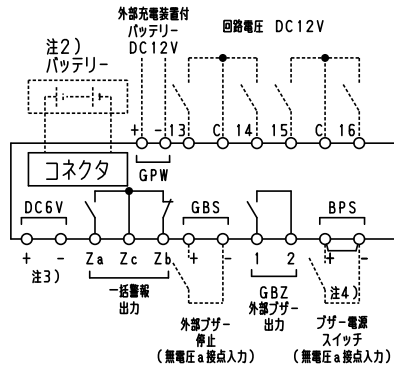 外部充電装置付
バッテリー
DC12V
回路電圧 DC12V
注2)
バッテリー
+ - 13 C 14 15 C 16
コネクタ
GPW
DC6V
GBS
BPS
+ - Za Zc Zb + - 1 2 + -
注3)
注4)
一括警報
出力
GBZ
外部ブザー
出力
外部ブザー
停止
(無電圧a接点入力)
ブザー電源
スイッチ
(無電圧a接点入力)